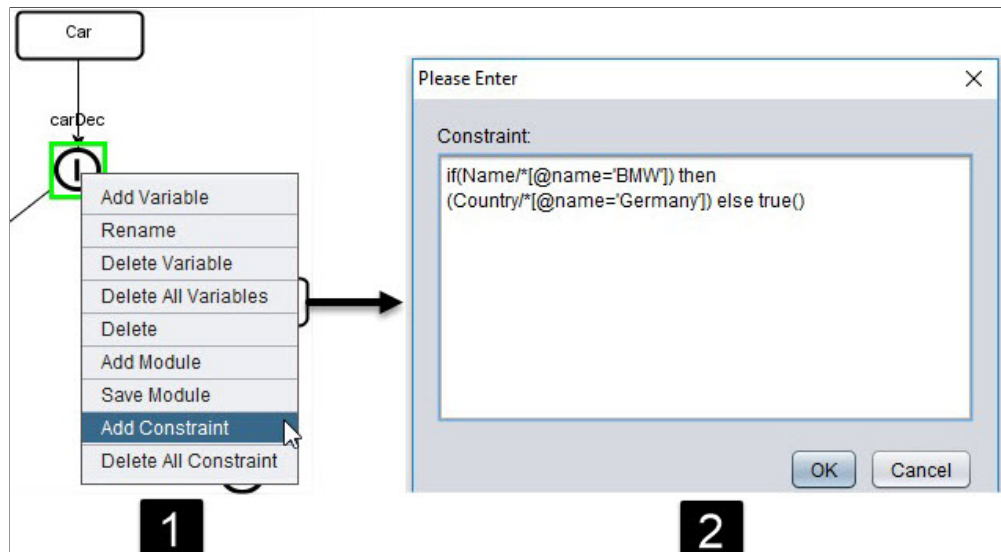 Car
carDec
Add Variable
Rename
Delete Variable
Delete All Variables
Delete
Add Module
Save Module
Add Constraint
Delete All Constraint
1
Please Enter
Constraint:
if(Name/*[@name='BMW']) then
(Country/*[@name='Germany']) else true()
OK Cancel
2